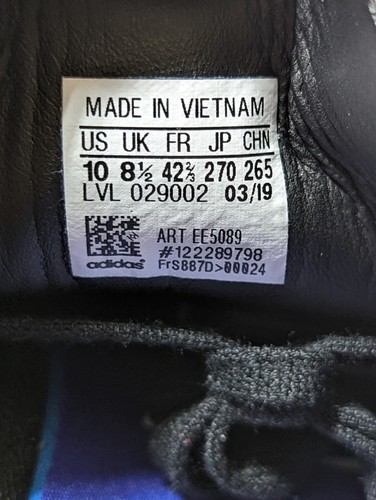 MADE IN VIETNAM
US UK FR JP CHN
10 8½ 42⅔ 270 265
LVL 029002 03/19
ART EE5089
#122289798
adidas® FrS887D>00024